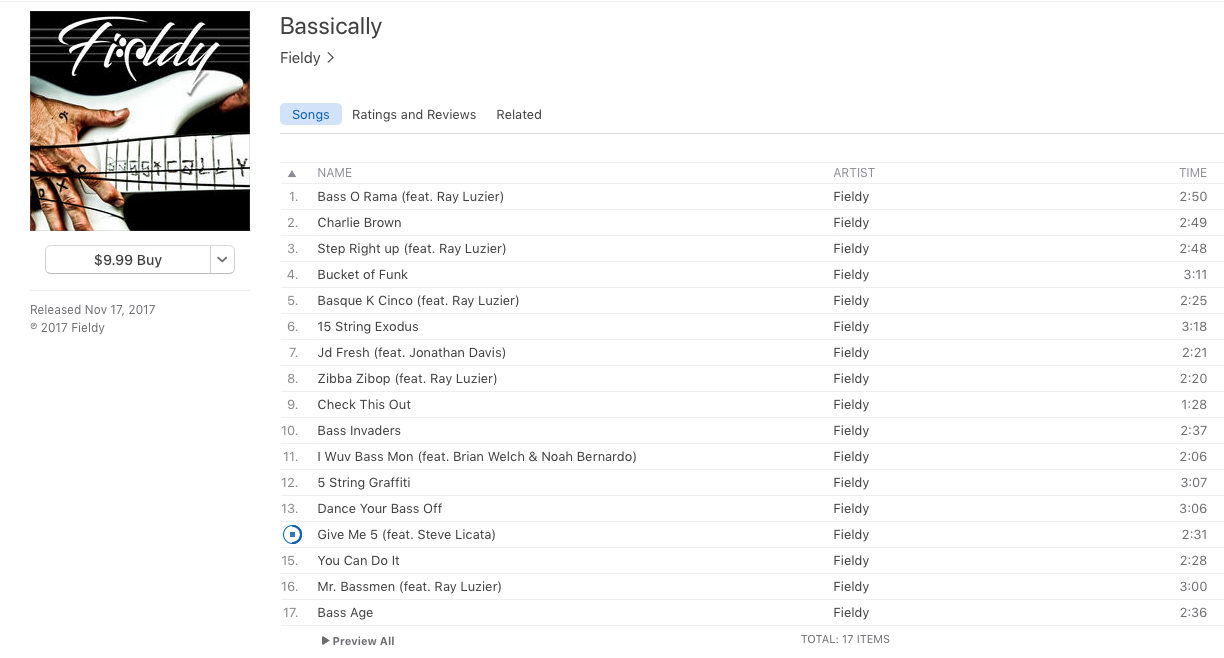 Fieldy
Bassically
Bassically
Fieldy >
Songs Ratings and Reviews Related
▲ NAME ARTIST TIME
1. Bass O Rama (feat. Ray Luzier) Fieldy 2:50
2. Charlie Brown Fieldy 2:49
3. Step Right up (feat. Ray Luzier) Fieldy 2:48
4. Bucket of Funk Fieldy 3:11
5. Basque K Cinco (feat. Ray Luzier) Fieldy 2:25
6. 15 String Exodus Fieldy 3:18
7. Jd Fresh (feat. Jonathan Davis) Fieldy 2:21
8. Zibba Zibop (feat. Ray Luzier) Fieldy 2:20
9. Check This Out Fieldy 1:28
10. Bass Invaders Fieldy 2:37
11. I Wuv Bass Mon (feat. Brian Welch & Noah Bernardo) Fieldy 2:06
12. 5 String Graffiti Fieldy 3:07
13. Dance Your Bass Off Fieldy 3:06
Give Me 5 (feat. Steve Licata) Fieldy 2:31
15. You Can Do It Fieldy 2:28
16. Mr. Bassmen (feat. Ray Luzier) Fieldy 3:00
17. Bass Age Fieldy 2:36
▶ Preview All TOTAL: 17 ITEMS
$9.99 Buy
Released Nov 17, 2017
℗ 2017 Fieldy